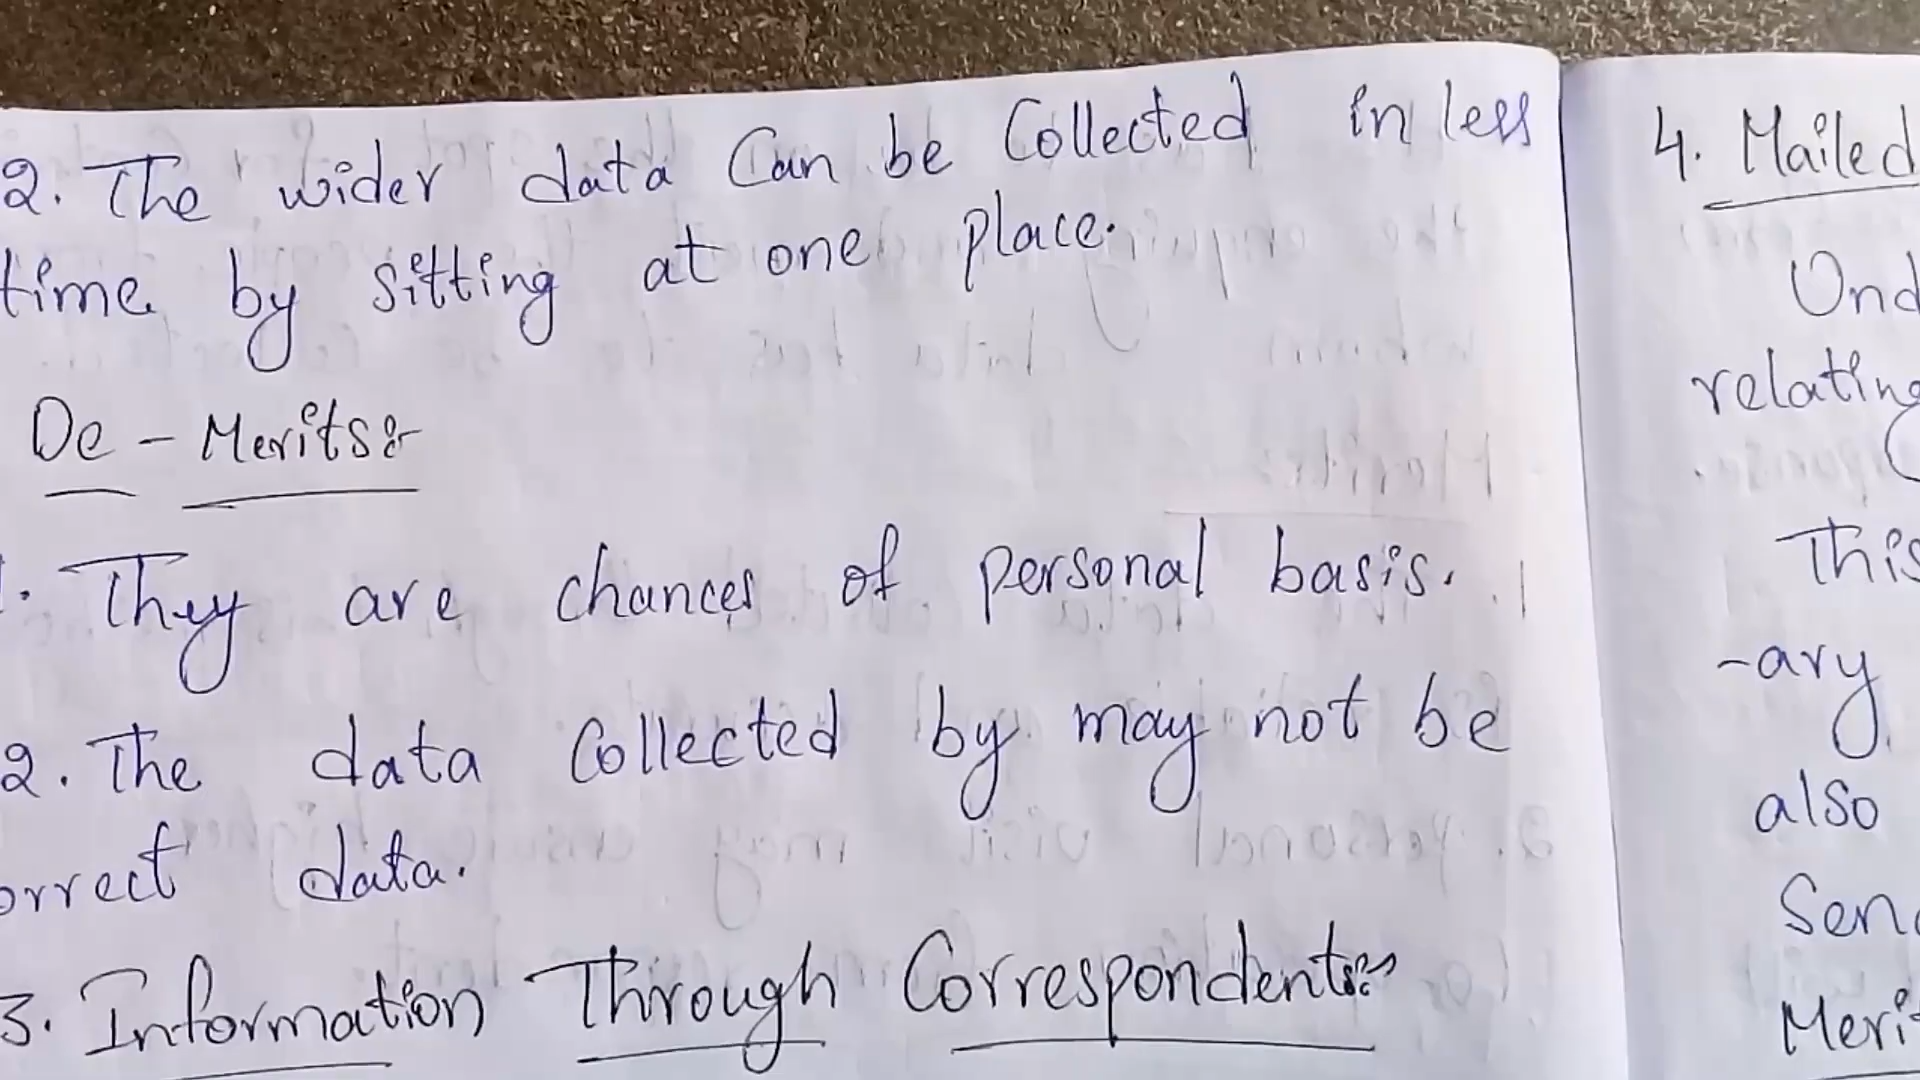 2. The wider data Can be Collected in less
time by sitting at one place.
De - Merits:-
1. They are chances of personal basis.
2. The data Collected by may not be
orrect data.
3. Information Through Correspondents:-
4. Mailed
Und
relating
This
-ary
also
Sen
Merit